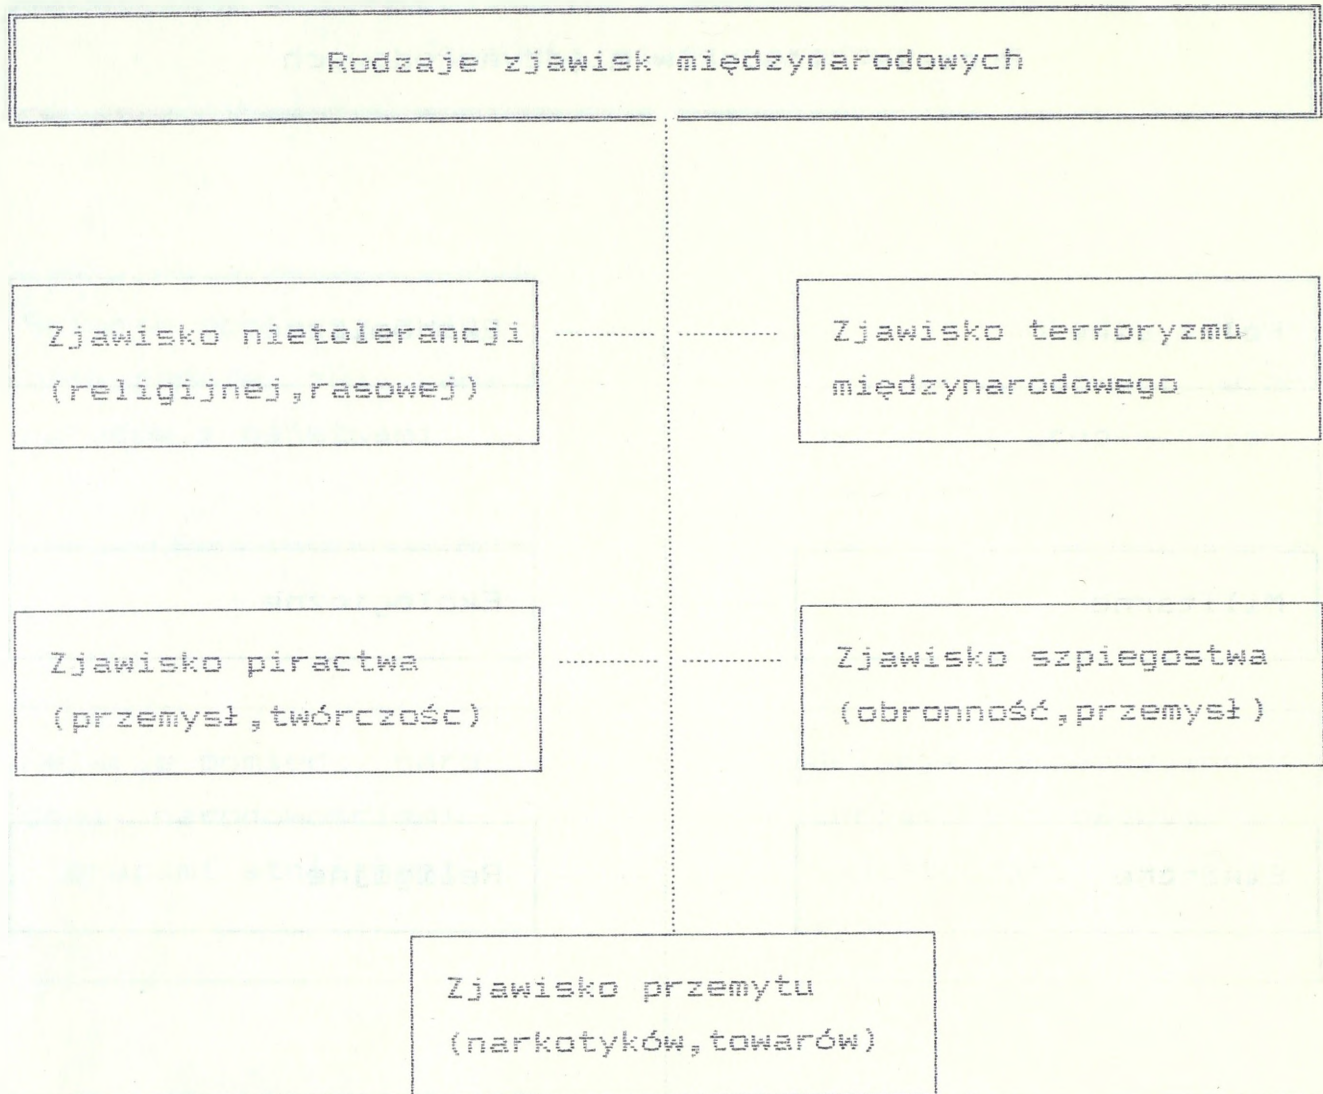 Rodzaje zjawisk międzynarodowych
Zjawisko nietolerancji
(religijnej,rasowej)
Zjawisko terroryzmu
międzynarodowego
Zjawisko piractwa
(przemysł,twórczośc)
Zjawisko szpiegostwa
(obronność,przemysł)
Zjawisko przemytu
(narkotyków,towarów)